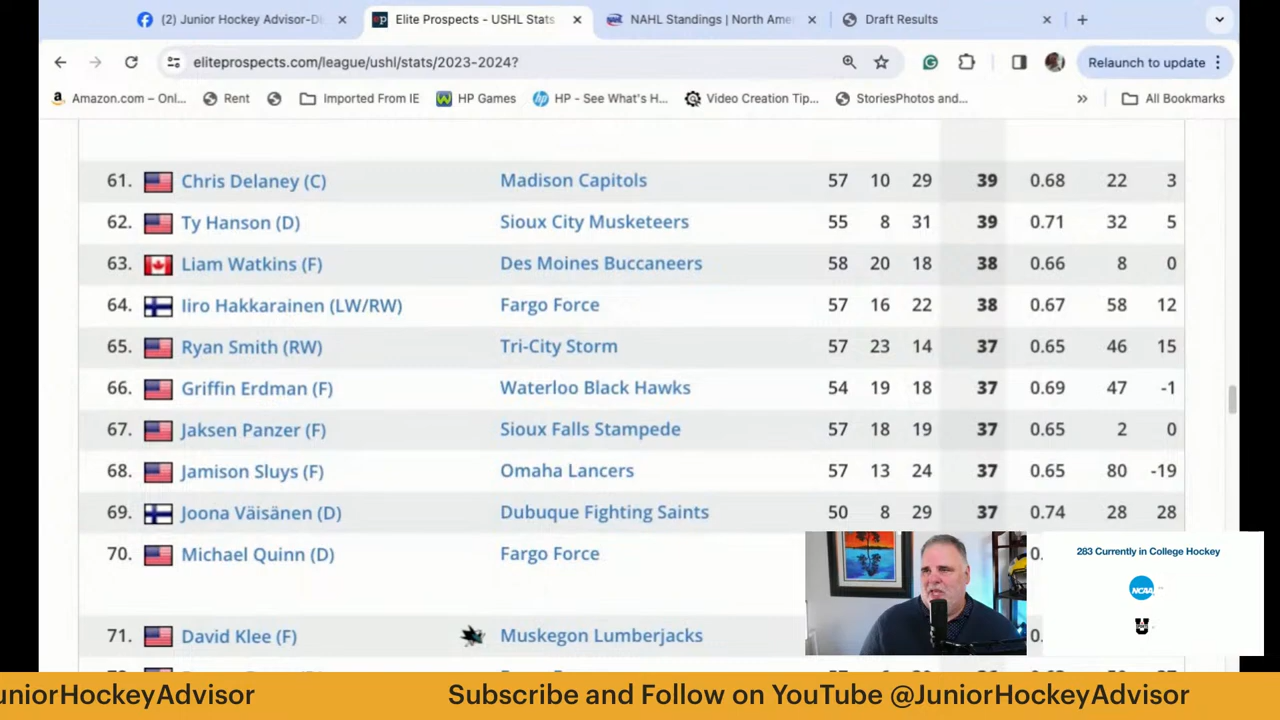 (2) Junior Hockey Advisor-Di
Elite Prospects - USHL Stats
NAHL Standings | North Ame
Draft Results
eliteprospects.com/league/ushl/stats/2023-2024?
Relaunch to update
Amazon.com – Onl...
Rent
Imported From IE
HP Games
HP - See What's H...
Video Creation Tip...
StoriesPhotos and...
All Bookmarks
61. Chris Delaney (C) Madison Capitols 57 10 29 39 0.68 22 3
62. Ty Hanson (D) Sioux City Musketeers 55 8 31 39 0.71 32 5
63. Liam Watkins (F) Des Moines Buccaneers 58 20 18 38 0.66 8 0
64. Iiro Hakkarainen (LW/RW) Fargo Force 57 16 22 38 0.67 58 12
65. Ryan Smith (RW) Tri-City Storm 57 23 14 37 0.65 46 15
66. Griffin Erdman (F) Waterloo Black Hawks 54 19 18 37 0.69 47 -1
67. Jaksen Panzer (F) Sioux Falls Stampede 57 18 19 37 0.65 2 0
68. Jamison Sluys (F) Omaha Lancers 57 13 24 37 0.65 80 -19
69. Joona Väisänen (D) Dubuque Fighting Saints 50 8 29 37 0.74 28 28
70. Michael Quinn (D) Fargo Force 0.
71. David Klee (F) Muskegon Lumberjacks 0.
283 Currently in College Hockey
NCAA
uniorHockeyAdvisor Subscribe and Follow on YouTube @JuniorHockeyAdvisor